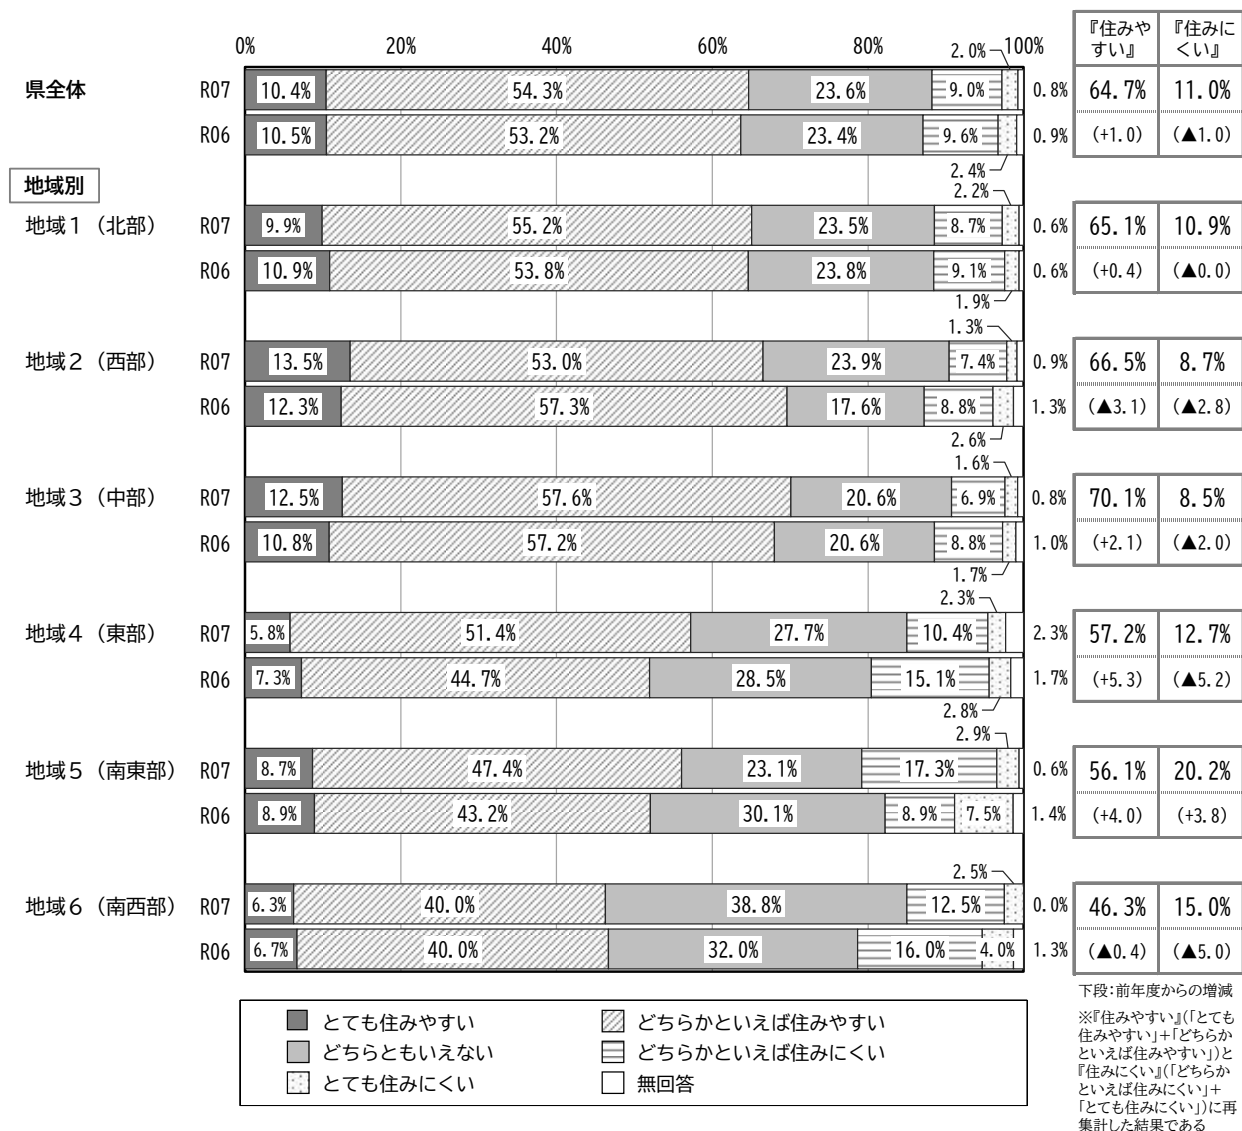 0% 20% 40% 60% 80% 100%
『住みやすい』 『住みにくい』
2.0%
県全体 R07 10.4% 54.3% 23.6% 9.0% 0.8% 64.7% 11.0%
R06 10.5% 53.2% 23.4% 9.6% 0.9% (+1.0) (▲1.0)
2.4%
地域別
2.2%
地域1（北部） R07 9.9% 55.2% 23.5% 8.7% 0.6% 65.1% 10.9%
R06 10.9% 53.8% 23.8% 9.1% 0.6% (+0.4) (▲0.0)
1.9%
1.3%
地域2（西部） R07 13.5% 53.0% 23.9% 7.4% 0.9% 66.5% 8.7%
R06 12.3% 57.3% 17.6% 8.8% 1.3% (▲3.1) (▲2.8)
2.6%
1.6%
地域3（中部） R07 12.5% 57.6% 20.6% 6.9% 0.8% 70.1% 8.5%
R06 10.8% 57.2% 20.6% 8.8% 1.0% (+2.1) (▲2.0)
1.7%
2.3%
地域4（東部） R07 5.8% 51.4% 27.7% 10.4% 2.3% 57.2% 12.7%
R06 7.3% 44.7% 28.5% 15.1% 1.7% (+5.3) (▲5.2)
2.8%
2.9%
地域5（南東部） R07 8.7% 47.4% 23.1% 17.3% 0.6% 56.1% 20.2%
R06 8.9% 43.2% 30.1% 8.9% 7.5% 1.4% (+4.0) (+3.8)
2.5%
地域6（南西部） R07 6.3% 40.0% 38.8% 12.5% 0.0% 46.3% 15.0%
R06 6.7% 40.0% 32.0% 16.0% 4.0% 1.3% (▲0.4) (▲5.0)
とても住みやすい どちらかといえば住みやすい
どちらともいえない どちらかといえば住みにくい
とても住みにくい 無回答
下段:前年度からの増減
※『住みやすい』(「とても
住みやすい」+「どちらか
といえば住みやすい」)と
『住みにくい』(「どちらか
といえば住みにくい」+
「とても住みにくい」)に再
集計した結果である